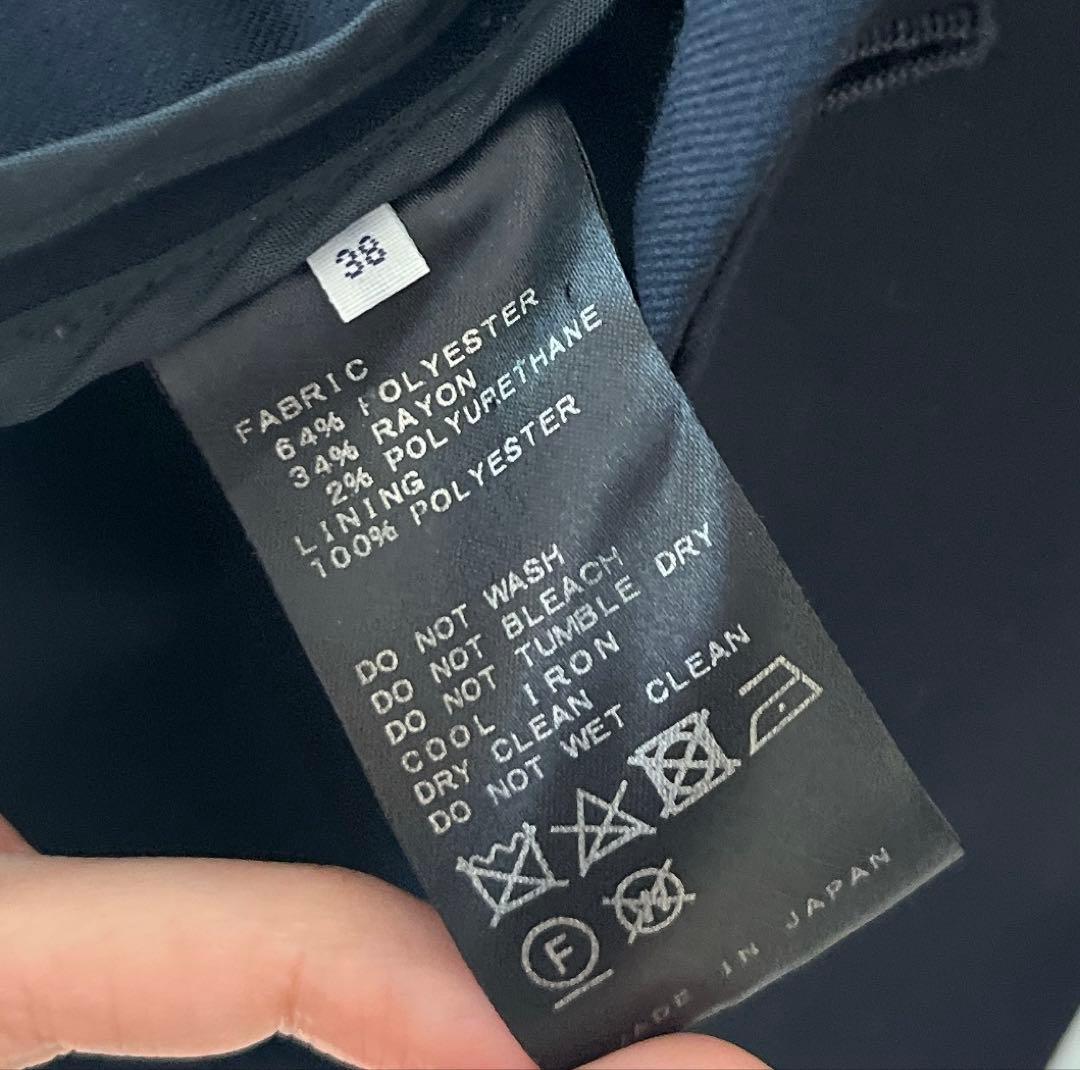 38
FABRIC
64% POLYESTER
34% RAYON
2% POLYURETHANE
LINING
100% POLYESTER
DO NOT WASH
DO NOT BLEACH
DO NOT TUMBLE DRY
COOL IRON
DRY CLEAN
DO NOT WET CLEAN
W
F
MADE IN JAPAN